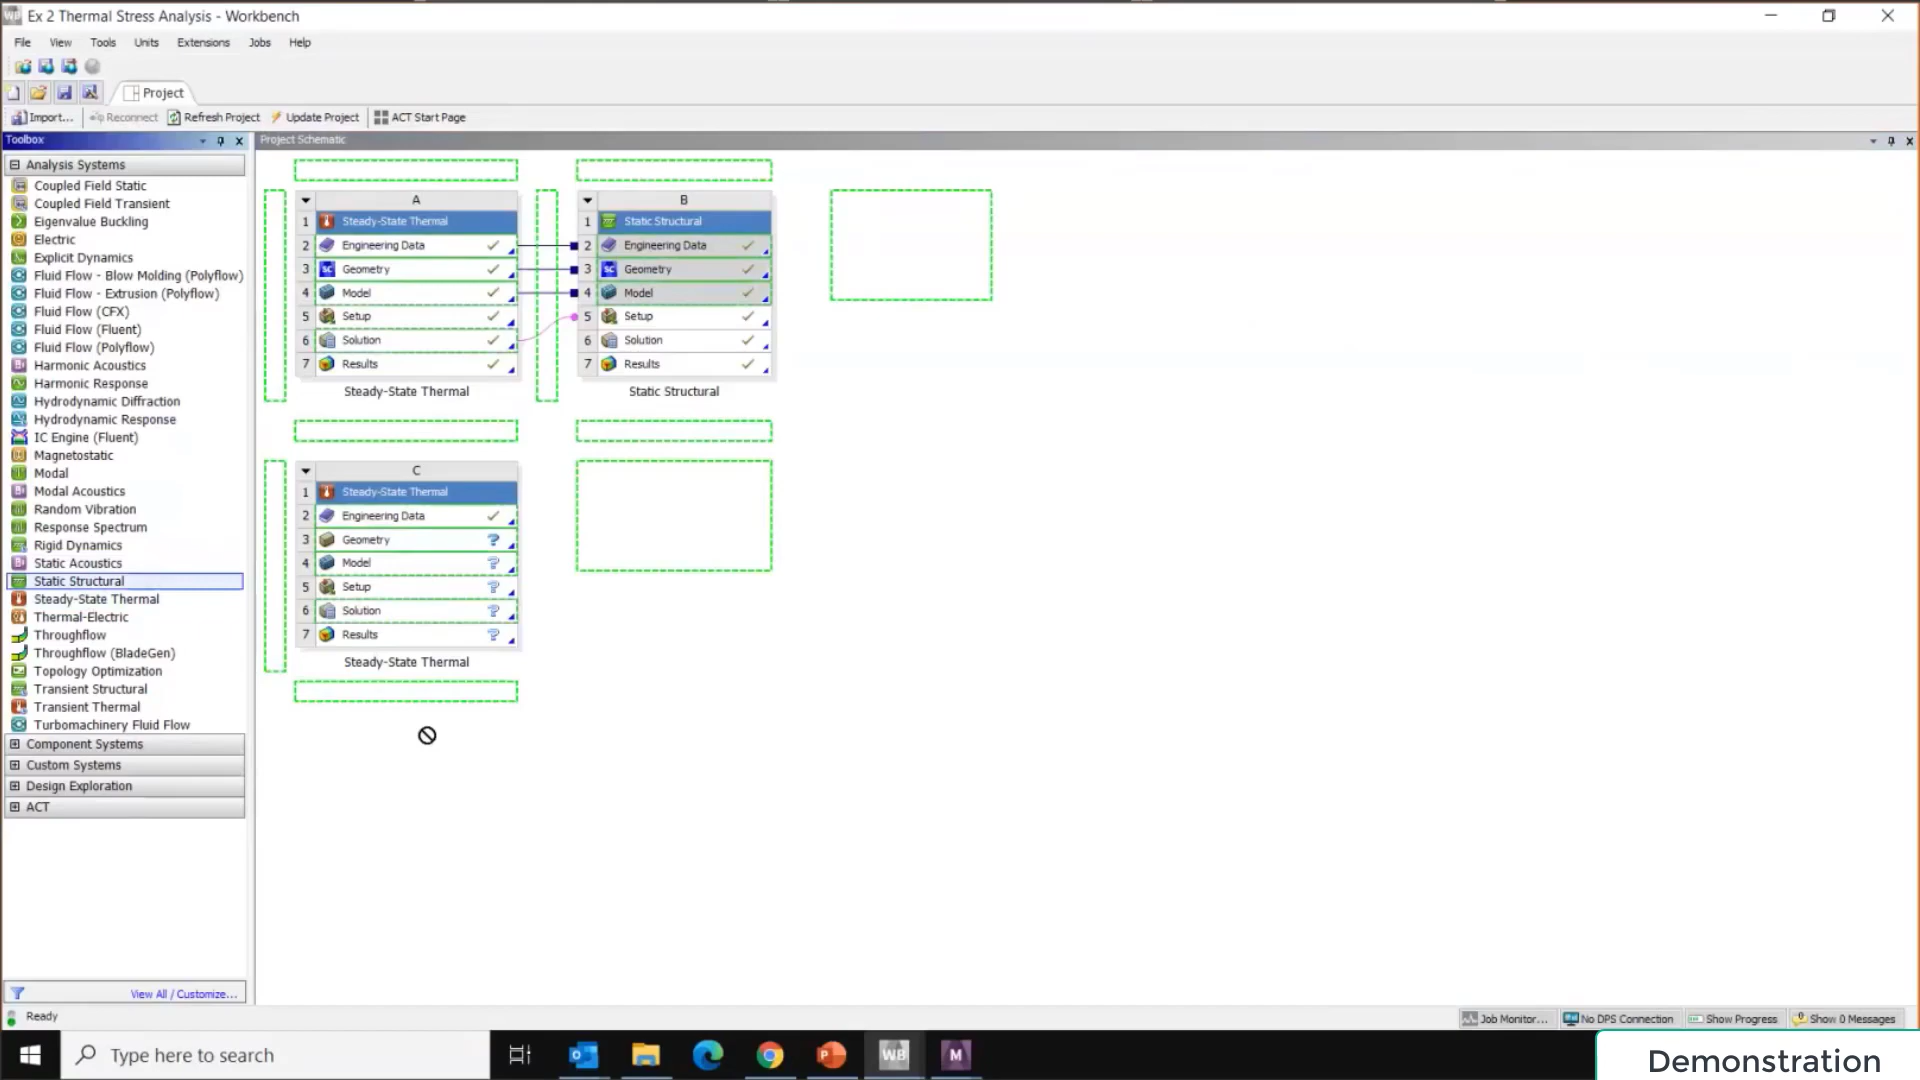 Ex 2 Thermal Stress Analysis - Workbench
File View Tools Units Extensions Jobs Help
Project
Import... Reconnect Refresh Project Update Project ACT Start Page
Toolbox
Analysis Systems
Coupled Field Static
Coupled Field Transient
Eigenvalue Buckling
Electric
Explicit Dynamics
Fluid Flow - Blow Molding (Polyflow)
Fluid Flow - Extrusion (Polyflow)
Fluid Flow (CFX)
Fluid Flow (Fluent)
Fluid Flow (Polyflow)
Harmonic Acoustics
Harmonic Response
Hydrodynamic Diffraction
Hydrodynamic Response
IC Engine (Fluent)
Magnetostatic
Modal
Modal Acoustics
Random Vibration
Response Spectrum
Rigid Dynamics
Static Acoustics
Static Structural
Steady-State Thermal
Thermal-Electric
Throughflow
Throughflow (BladeGen)
Topology Optimization
Transient Structural
Transient Thermal
Turbomachinery Fluid Flow
Component Systems
Custom Systems
Design Exploration
ACT
View All / Customize...
Project Schematic
A
1 Steady-State Thermal
2 Engineering Data
3 Geometry
4 Model
5 Setup
6 Solution
7 Results
Steady-State Thermal
B
1 Static Structural
2 Engineering Data
3 Geometry
4 Model
5 Setup
6 Solution
7 Results
Static Structural
C
1 Steady-State Thermal
2 Engineering Data
3 Geometry ?
4 Model ?
5 Setup ?
6 Solution ?
7 Results ?
Steady-State Thermal
Ready
Job Monitor... No DPS Connection Show Progress Show 0 Messages
Type here to search
WB
M
Demonstration